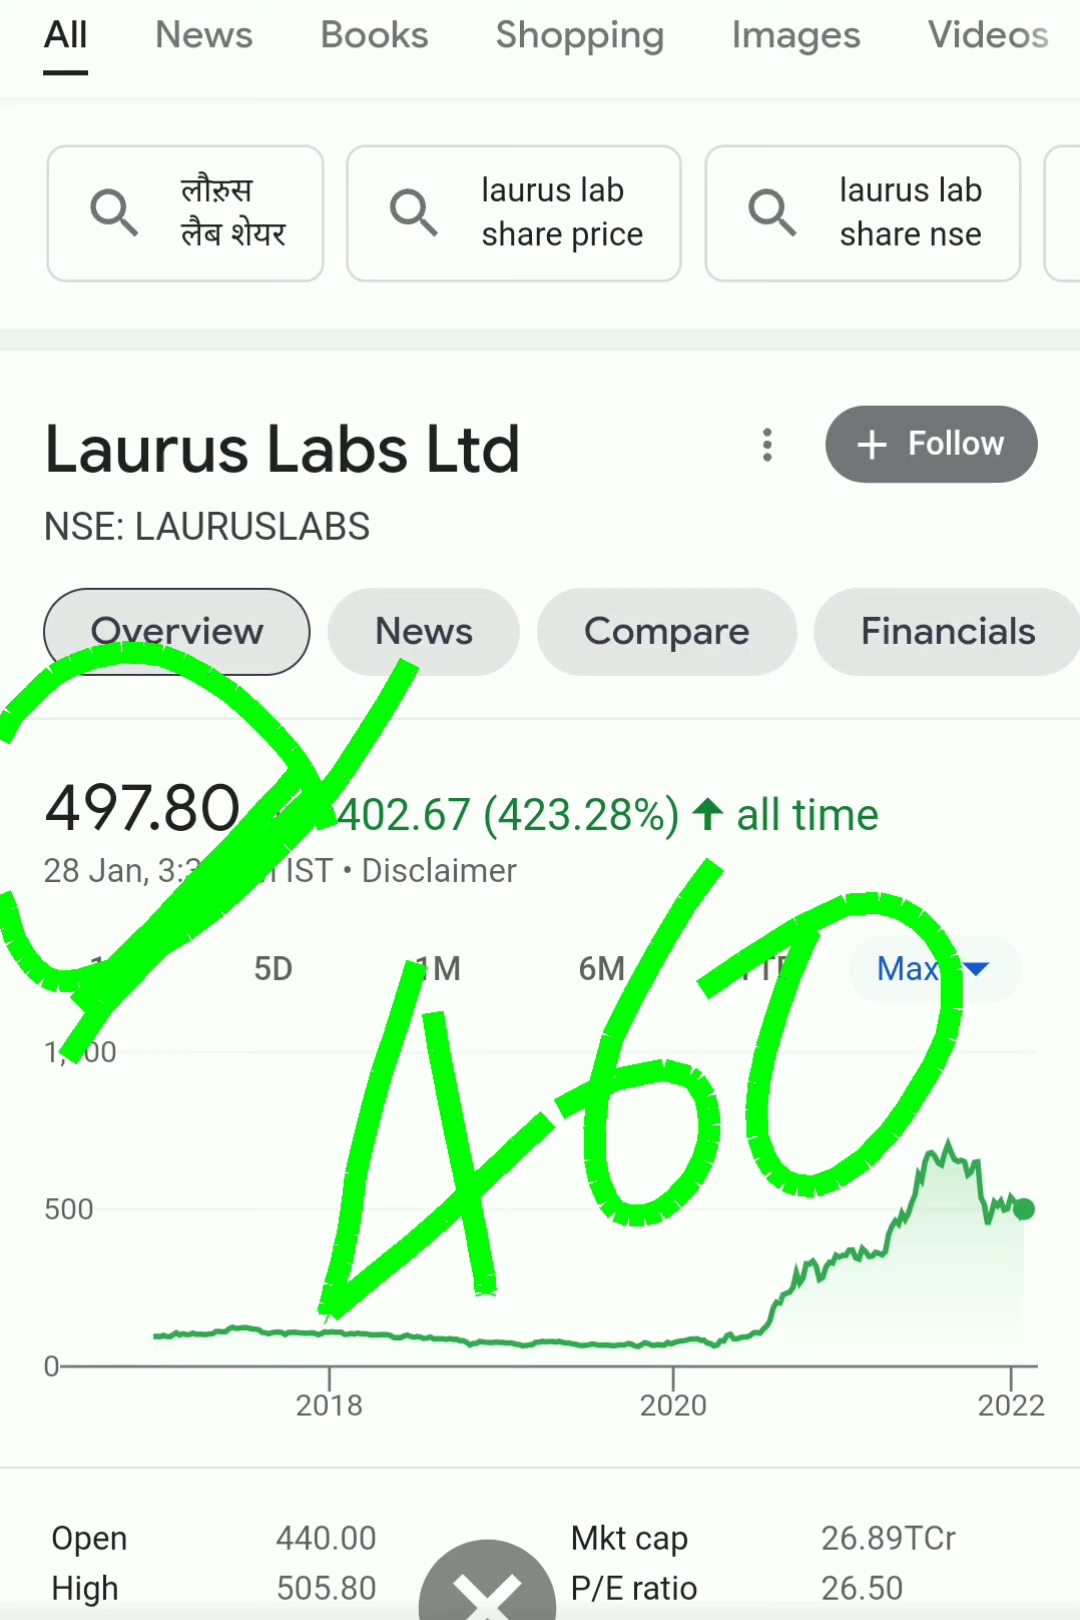 All News Books Shopping Images Videos
लौरुस
लैब शेयर
laurus lab
share price
laurus lab
share nse
Laurus Labs Ltd
+ Follow
NSE: LAURUSLABS
Overview News Compare Financials
497.80 402.67 (423.28%) ↑ all time
28 Jan, IST • Disclaimer
5D 1M 6M Max
460
500
0
2018 2020 2022
Open 440.00 Mkt cap 26.89TCr
High 505.80 P/E ratio 26.50